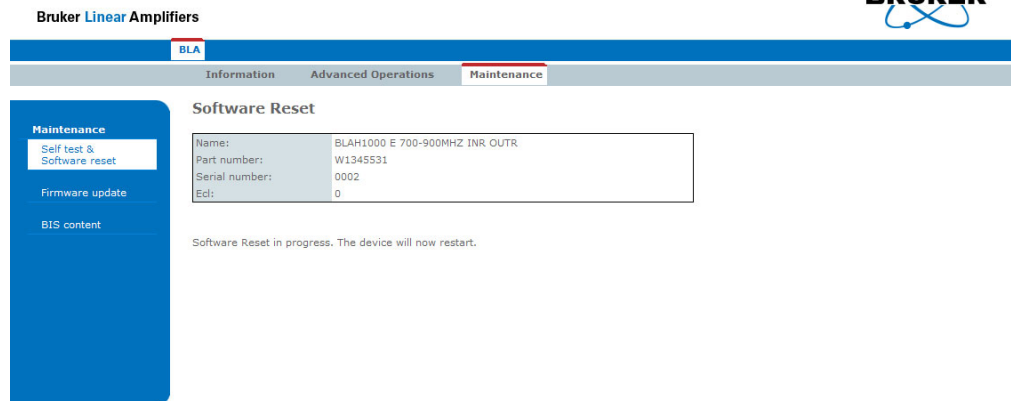 BRUKER
Bruker Linear Amplifiers
BLA
Information Advanced Operations Maintenance
Maintenance
Self test &
Software reset
Firmware update
BIS content
Software Reset
Name: BLAH1000 E 700-900MHZ INR OUTR
Part number: W1345531
Serial number: 0002
Ecl: 0
Software Reset in progress. The device will now restart.